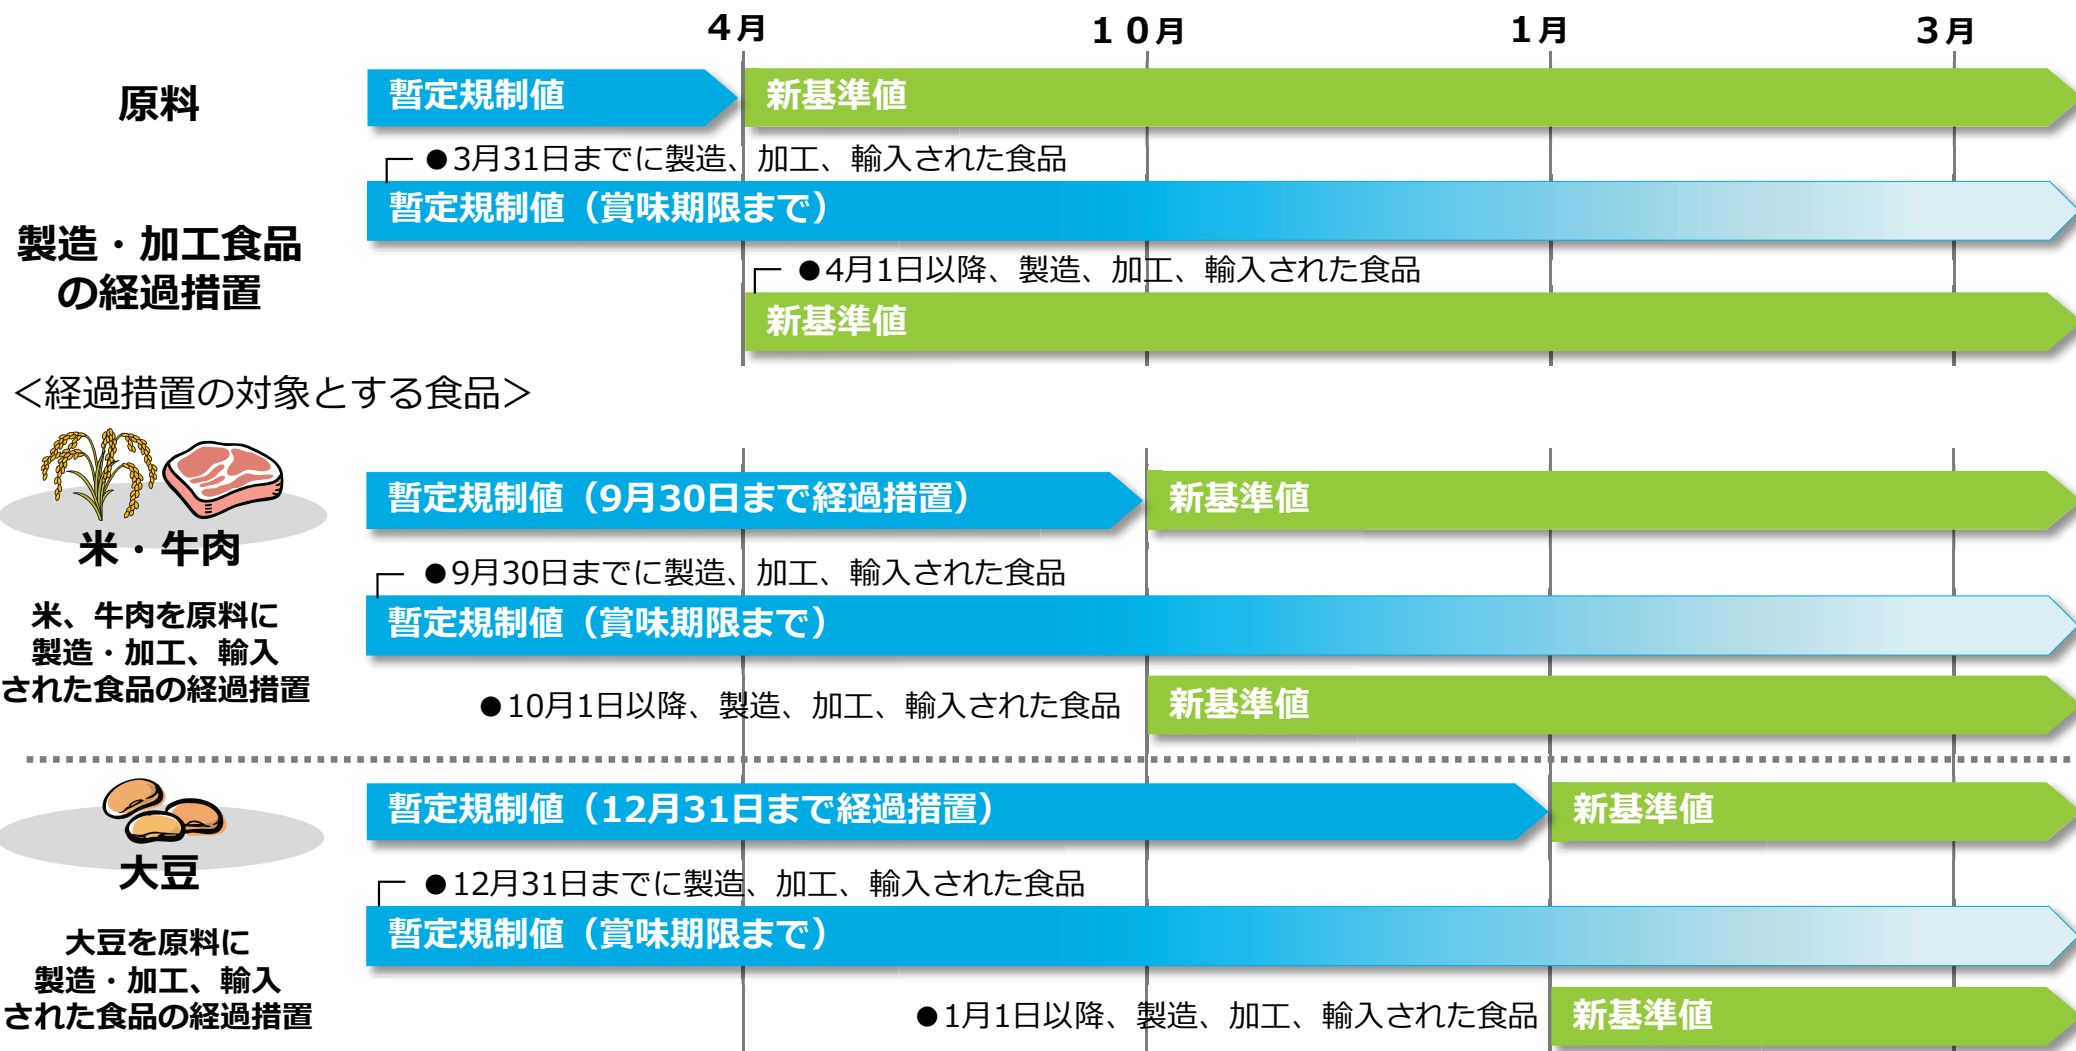 4月
１０月
1月
3月
原料
暫定規制値
新基準値
●3月31日までに製造、加工、輸入された食品
製造・加工食品
の経過措置
暫定規制値（賞味期限まで）
●4月1日以降、製造、加工、輸入された食品
新基準値
＜経過措置の対象とする食品＞
米・牛肉
暫定規制値（9月30日まで経過措置）
新基準値
●9月30日までに製造、加工、輸入された食品
米、牛肉を原料に
製造・加工、輸入
された食品の経過措置
暫定規制値（賞味期限まで）
●10月1日以降、製造、加工、輸入された食品
新基準値
大豆
暫定規制値（12月31日まで経過措置）
新基準値
●12月31日までに製造、加工、輸入された食品
大豆を原料に
製造・加工、輸入
された食品の経過措置
暫定規制値（賞味期限まで）
●1月1日以降、製造、加工、輸入された食品
新基準値